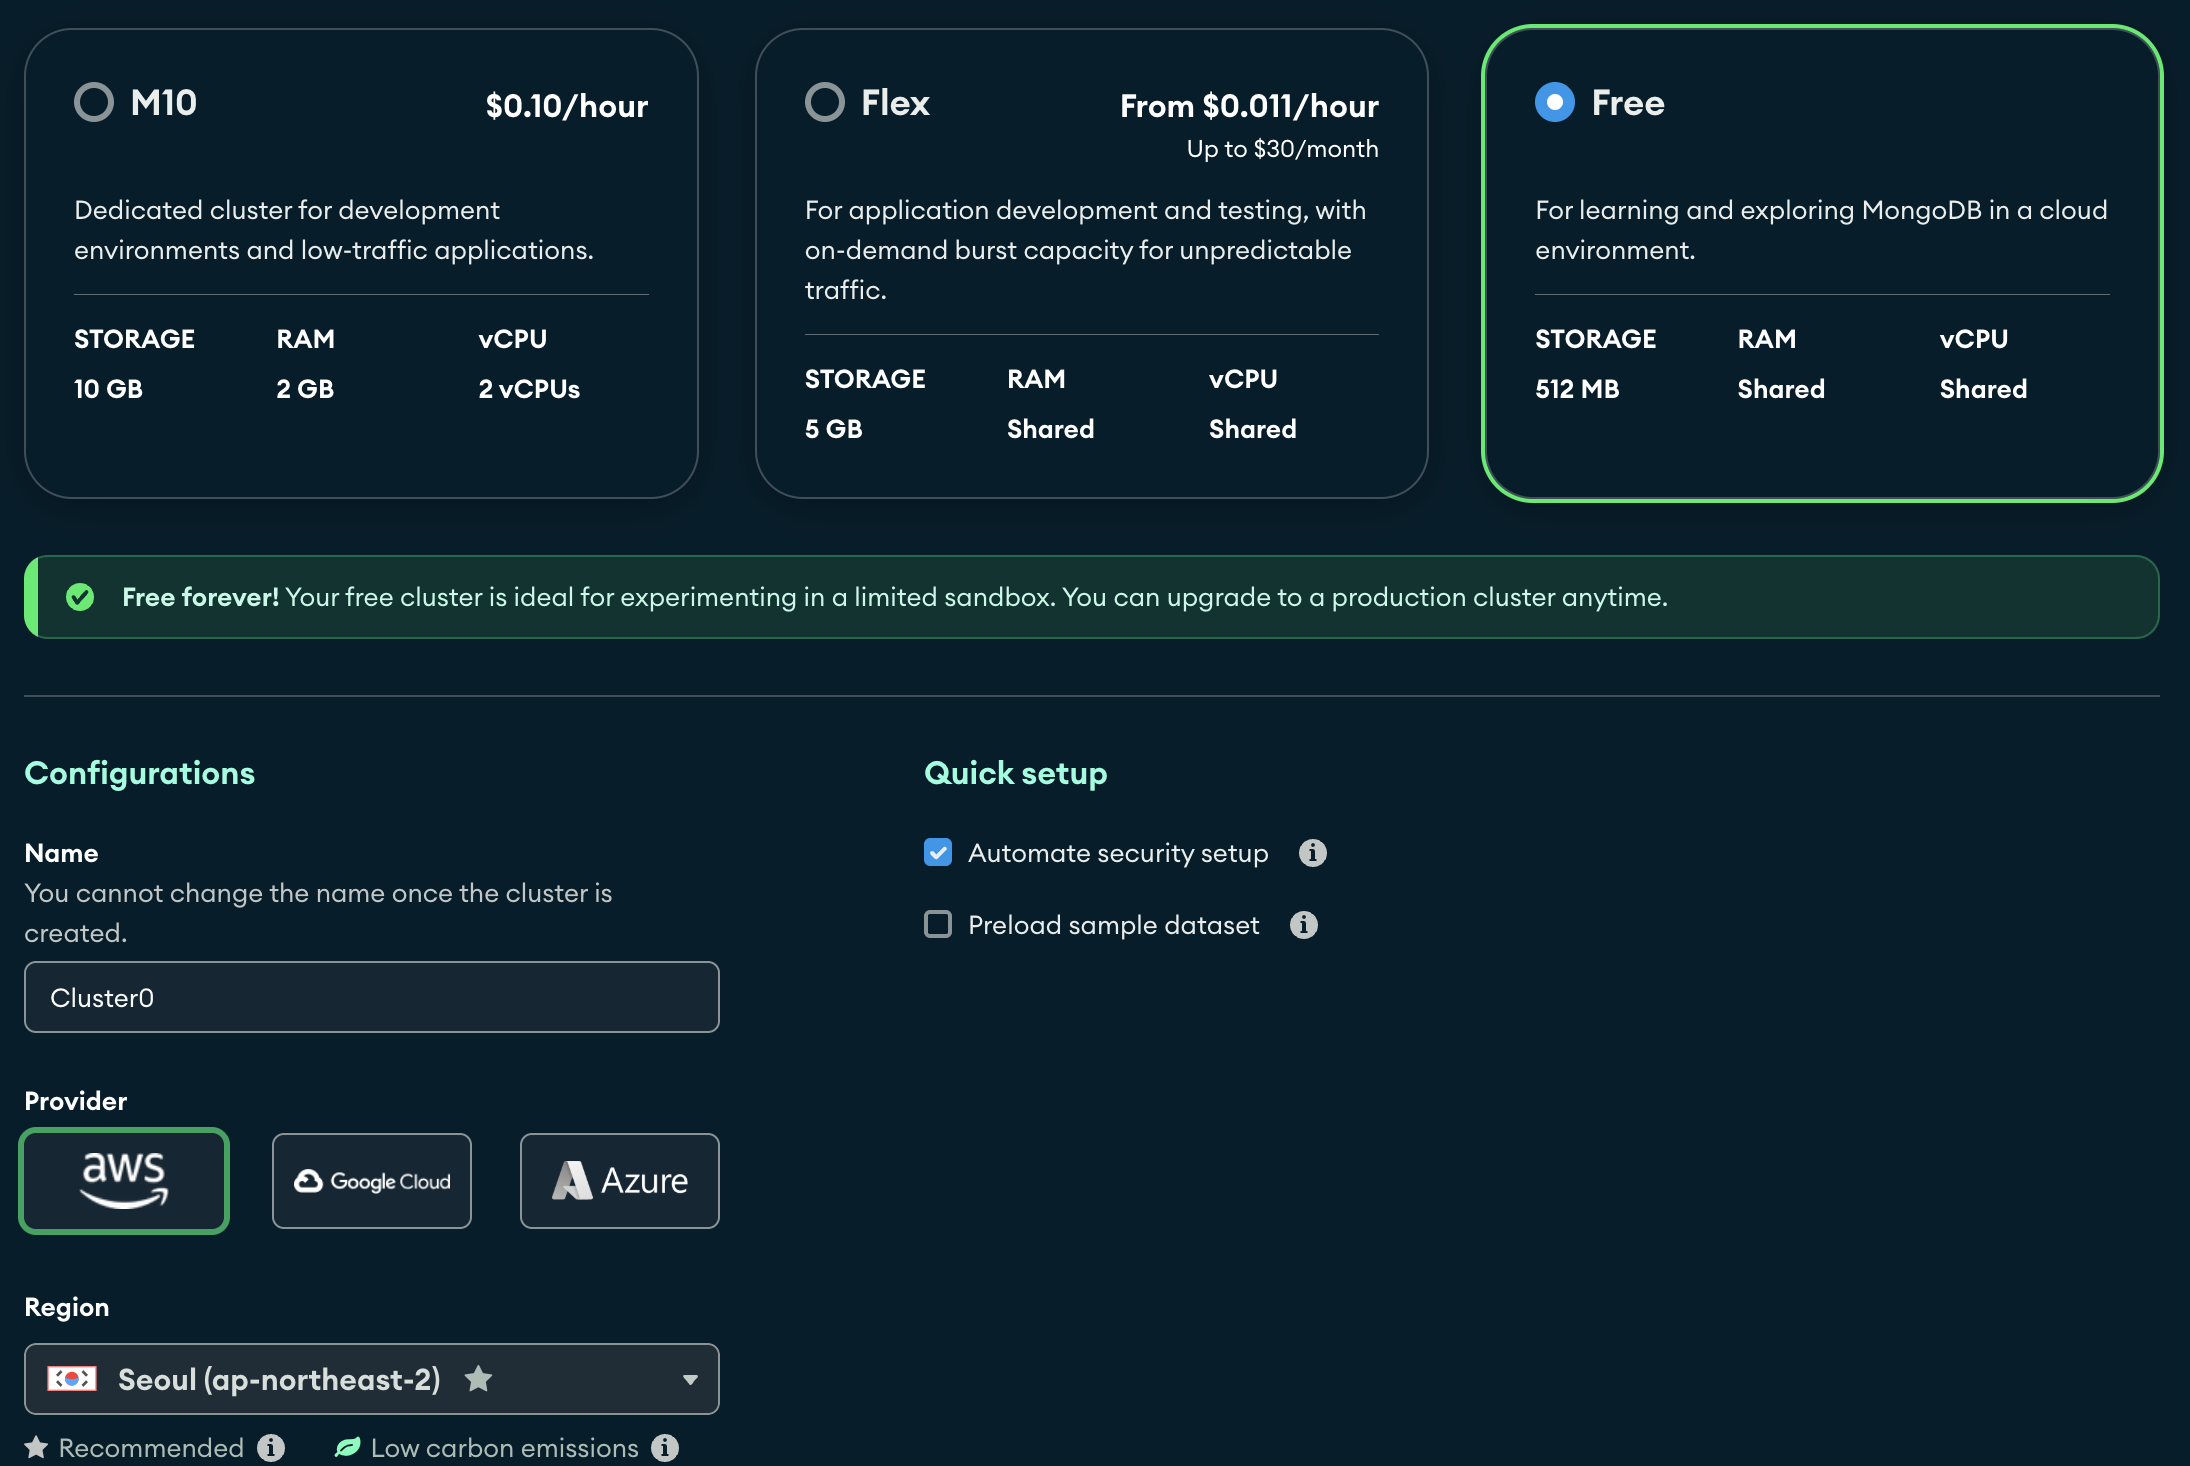 M10
$0.10/hour
Dedicated cluster for development
environments and low-traffic applications.
STORAGE RAM vCPU
10 GB 2 GB 2 vCPUs
Flex
From $0.011/hour
Up to $30/month
For application development and testing, with
on-demand burst capacity for unpredictable
traffic.
STORAGE RAM vCPU
5 GB Shared Shared
Free
For learning and exploring MongoDB in a cloud
environment.
STORAGE RAM vCPU
512 MB Shared Shared
Free forever! Your free cluster is ideal for experimenting in a limited sandbox. You can upgrade to a production cluster anytime.
Configurations
Name
You cannot change the name once the cluster is
created.
Cluster0
Provider
aws
Google Cloud
Azure
Region
Seoul (ap-northeast-2)
Recommended
Low carbon emissions
Quick setup
Automate security setup
Preload sample dataset